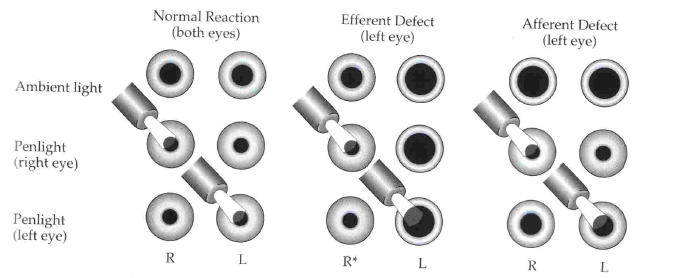 Normal Reaction
(both eyes)
Efferent Defect
(left eye)
Afferent Defect
(left eye)
Ambient light
Penlight
(right eye)
Penlight
(left eye)
R
L
R*
L
R
L